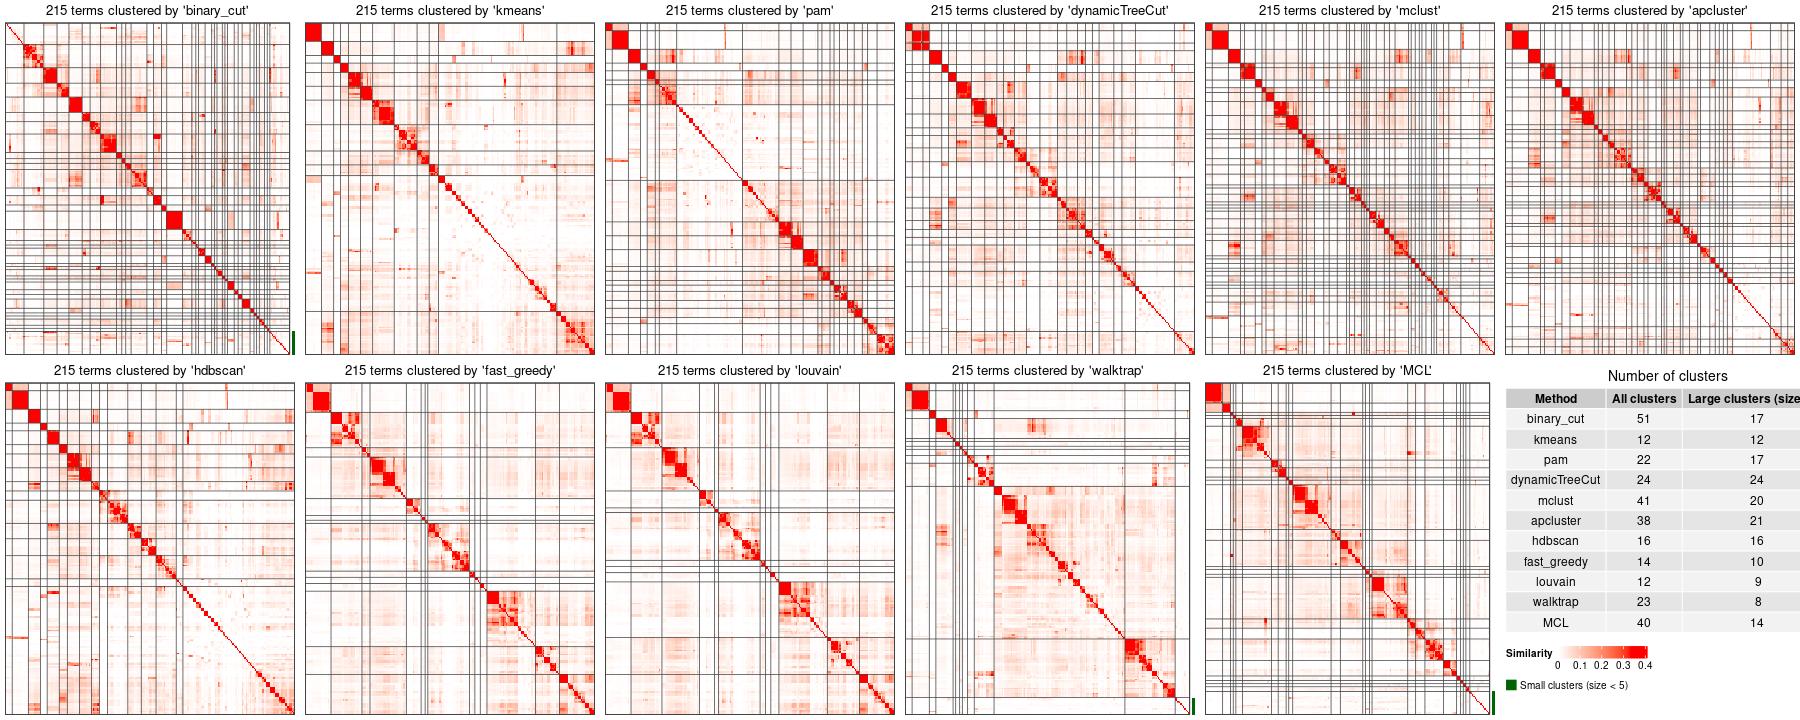 215 terms clustered by 'binary_cut'
215 terms clustered by 'kmeans'
215 terms clustered by 'pam'
215 terms clustered by 'dynamicTreeCut'
215 terms clustered by 'mclust'
215 terms clustered by 'apcluster'
215 terms clustered by 'hdbscan'
215 terms clustered by 'fast_greedy'
215 terms clustered by 'louvain'
215 terms clustered by 'walktrap'
215 terms clustered by 'MCL'
Number of clusters
Method All clusters Large clusters (size
binary_cut 51 17
kmeans 12 12
pam 22 17
dynamicTreeCut 24 24
mclust 41 20
apcluster 38 21
hdbscan 16 16
fast_greedy 14 10
louvain 12 9
walktrap 23 8
MCL 40 14
Similarity
0 0.1 0.2 0.3 0.4
Small clusters (size < 5)